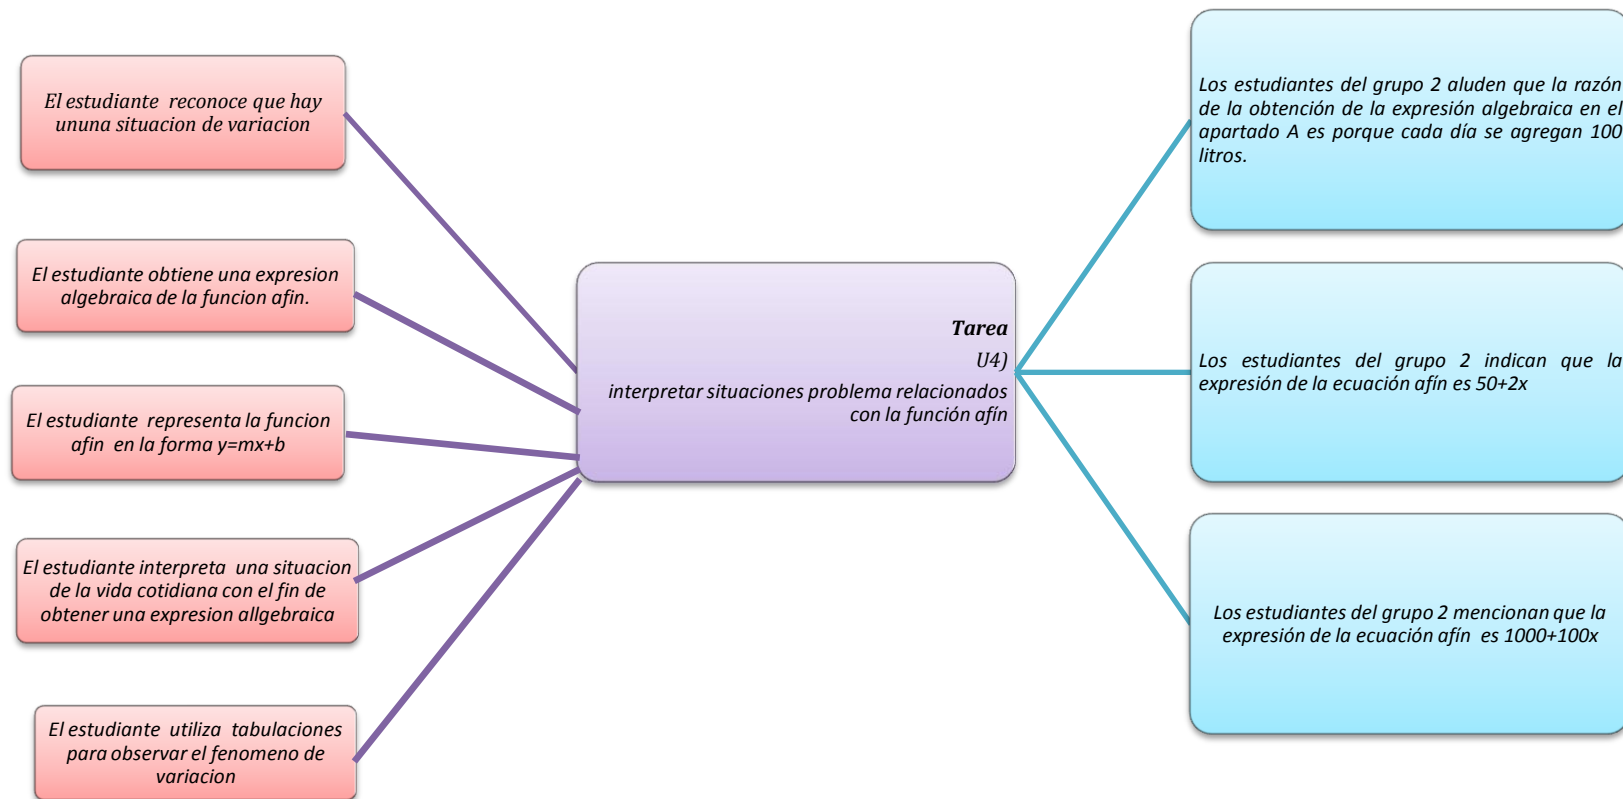 El estudiante reconoce que hay
ununa situacion de variacion
El estudiante obtiene una expresion
algebraica de la funcion afin.
El estudiante representa la funcion
afin en la forma y=mx+b
El estudiante interpreta una situacion
de la vida cotidiana con el fin de
obtener una expresion allgebraica
El estudiante utiliza tabulaciones
para observar el fenomeno de
variacion
Tarea
U4)
interpretar situaciones problema relacionados
con la función afín
Los estudiantes del grupo 2 aluden que la razón
de la obtención de la expresión algebraica en el
apartado A es porque cada día se agregan 100
litros.
Los estudiantes del grupo 2 indican que la
expresión de la ecuación afín es 50+2x
Los estudiantes del grupo 2 mencionan que la
expresión de la ecuación afín es 1000+100x